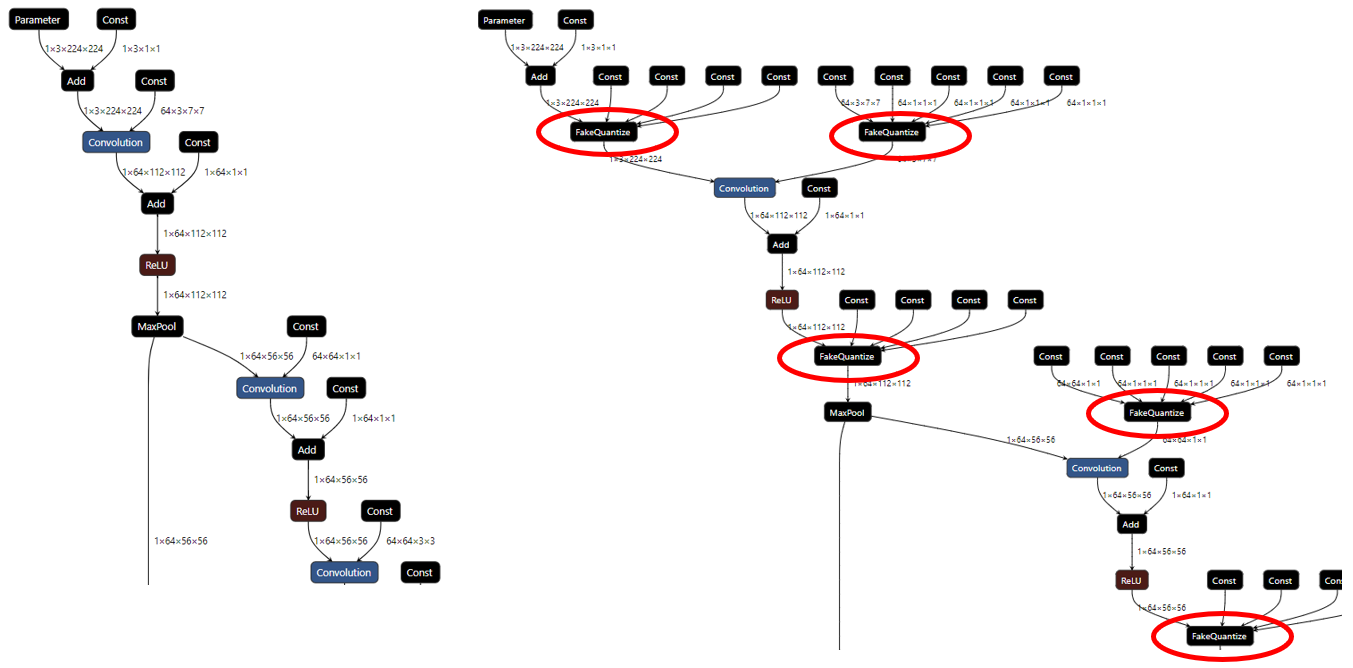 Parameter Const
1×3×224×224 1×3×1×1
Add Const
1×3×224×224 64×3×7×7
Convolution Const
1×64×112×112 1×64×1×1
Add
1×64×112×112
ReLU
1×64×112×112
MaxPool Const
1×64×56×56 64×64×1×1
Convolution Const
1×64×56×56 1×64×1×1
Add
1×64×56×56
ReLU Const
1×64×56×56 1×64×56×56 64×64×3×3
Convolution Const
Parameter Const
1×3×224×224 1×3×1×1
Add Const Const Const Const Const Const Const Const Const
1×3×224×224 64×3×7×7 64×1×1×1 64×1×1×1 64×1×1×1 64×1×1×1
FakeQuantize FakeQuantize
1×3×224×224
Convolution Const
1×64×112×112 1×64×1×1
Add
1×64×112×112
ReLU Const Const Const Const
1×64×112×112
FakeQuantize Const Const Const Const Const
1×64×112×112 64×64×1×1 64×1×1×1 64×1×1×1 64×1×1×1 64×1×1×1
MaxPool FakeQuantize
1×64×56×56 64×64×1×1
Convolution Const
1×64×56×56 1×64×1×1
Add
1×64×56×56
ReLU Const Const
1×64×56×56
FakeQuantize